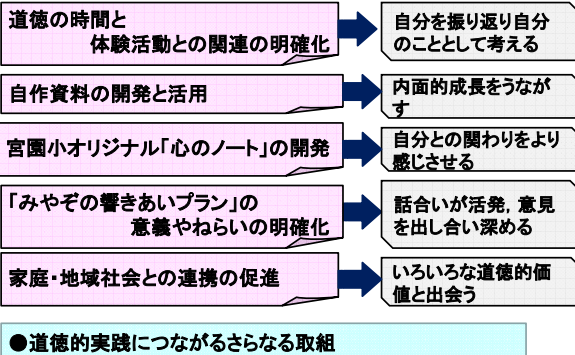 道徳の時間と
体験活動との関連の明確化
自分を振り返り自分
のこととして考える
自作資料の開発と活用
内面的成長をうなが
す
宮園小オリジナル「心のノート」の開発
自分との関わりをより
感じさせる
「みやぞの響きあいプラン」の
意義やねらいの明確化
話合いが活発,意見
を出し合い深める
家庭・地域社会との連携の促進
いろいろな道徳的価
値と出会う
●道徳的実践につながるさらなる取組